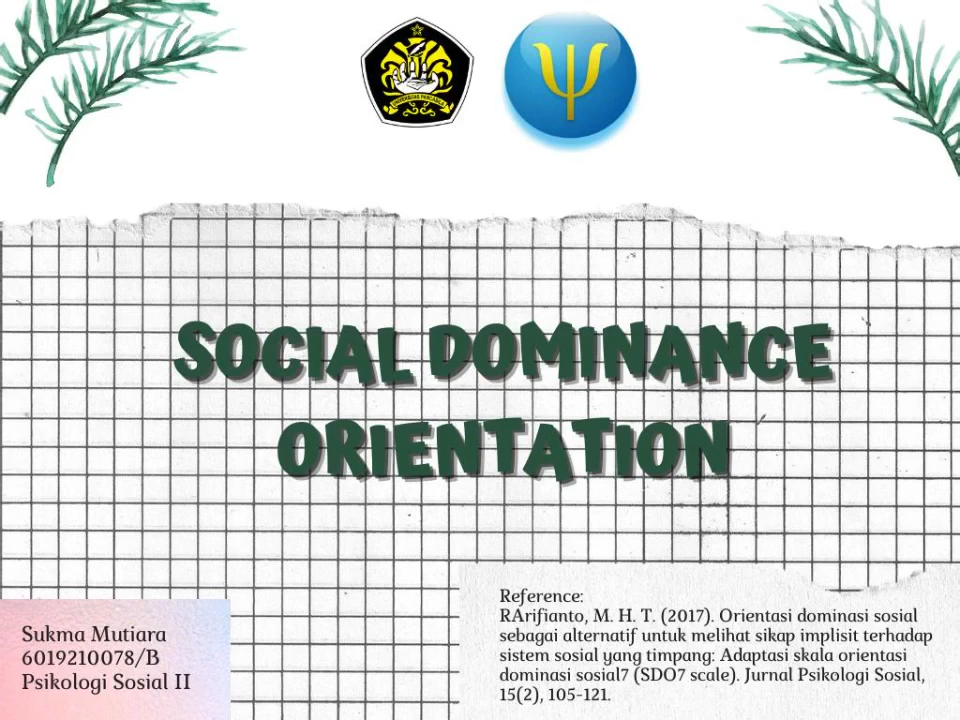 UNIVERSITAS PANCASILA
SOCIAL DOMINANCE
ORIENTATION
Sukma Mutiara
6019210078/B
Psikologi Sosial II
Reference:
RArifianto, M. H. T. (2017). Orientasi dominasi sosial
sebagai alternatif untuk melihat sikap implisit terhadap
sistem sosial yang timpang: Adaptasi skala orientasi
dominasi sosial7 (SDO7 scale). Jurnal Psikologi Sosial,
15(2), 105-121.